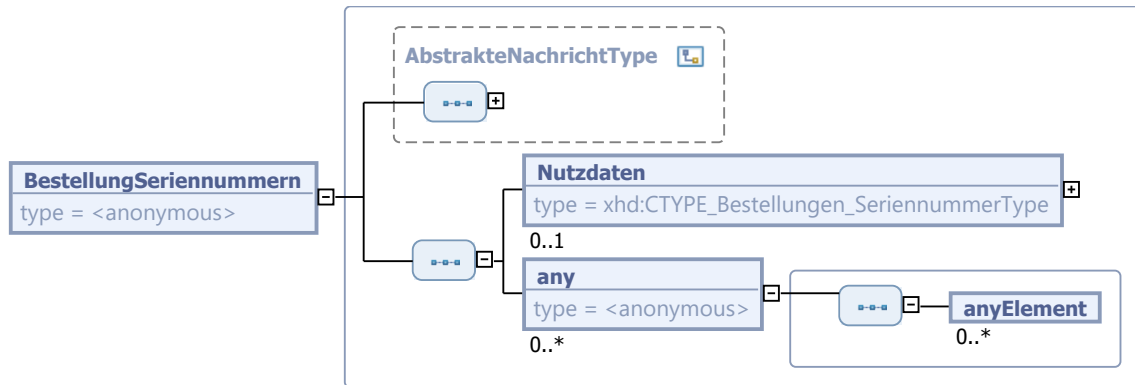 AbstrakteNachrichtType
BestellungSeriennummern
type = <anonymous>
Nutzdaten
type = xhd:CTYPE_Bestellungen_SeriennummerType
0..1
any
type = <anonymous>
0..*
anyElement
0..*